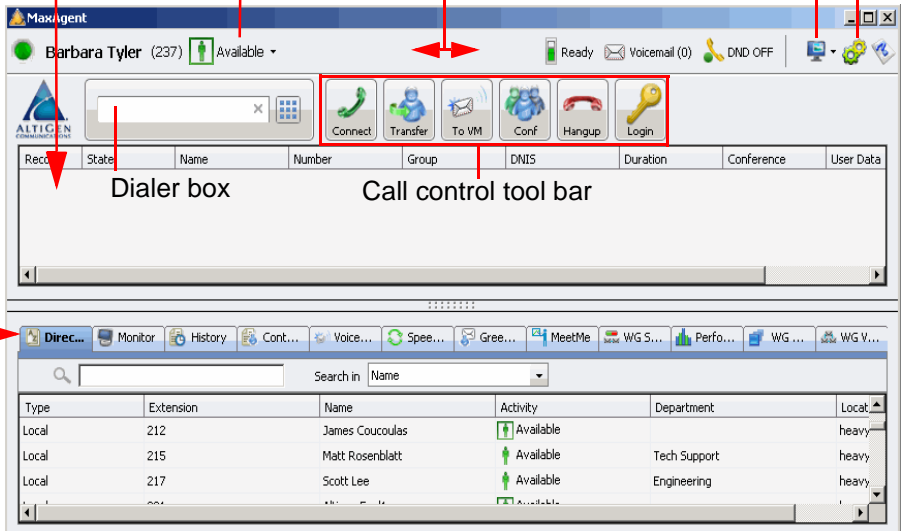 MaxAgent
Barbara Tyler (237) Available Ready Voicemail (0) DND OFF
ALTIGEN
COMMUNICATIONS
Connect Transfer To VM Conf Hangup Login
State Name Number Group DNIS Duration Conference User Data
Dialer box Call control tool bar
Direc... Monitor History Cont... Voice... Spee... Gree... MeetMe WG S... Perfo... WG ... WG V...
Search in Name
Type Extension Name Activity Department Locat
Local 212 James Coucoulas Available heavy
Local 215 Matt Rosenblatt Available Tech Support heavy
Local 217 Scott Lee Available Engineering heavy